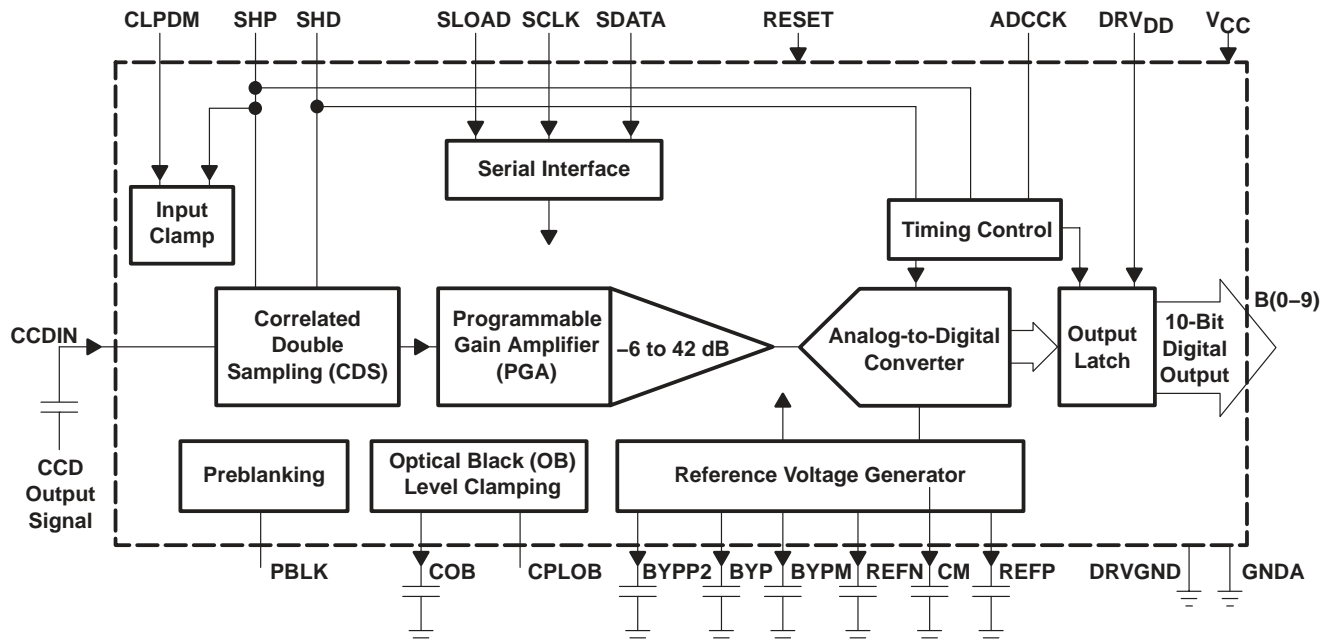 CLPDM SHP SHD SLOAD SCLK SDATA RESET ADCCK DRVDD VCC
Serial Interface
Input
Clamp
Timing Control
CCDIN
Correlated
Double
Sampling (CDS)
Programmable
Gain Amplifier
(PGA)
–6 to 42 dB
Analog-to-Digital
Converter
Output
Latch
10-Bit
Digital
Output
B(0–9)
CCD
Output
Signal
Preblanking
Optical Black (OB)
Level Clamping
Reference Voltage Generator
PBLK COB CPLOB BYPP2 BYP BYPM REFN CM REFP DRVGND GNDA